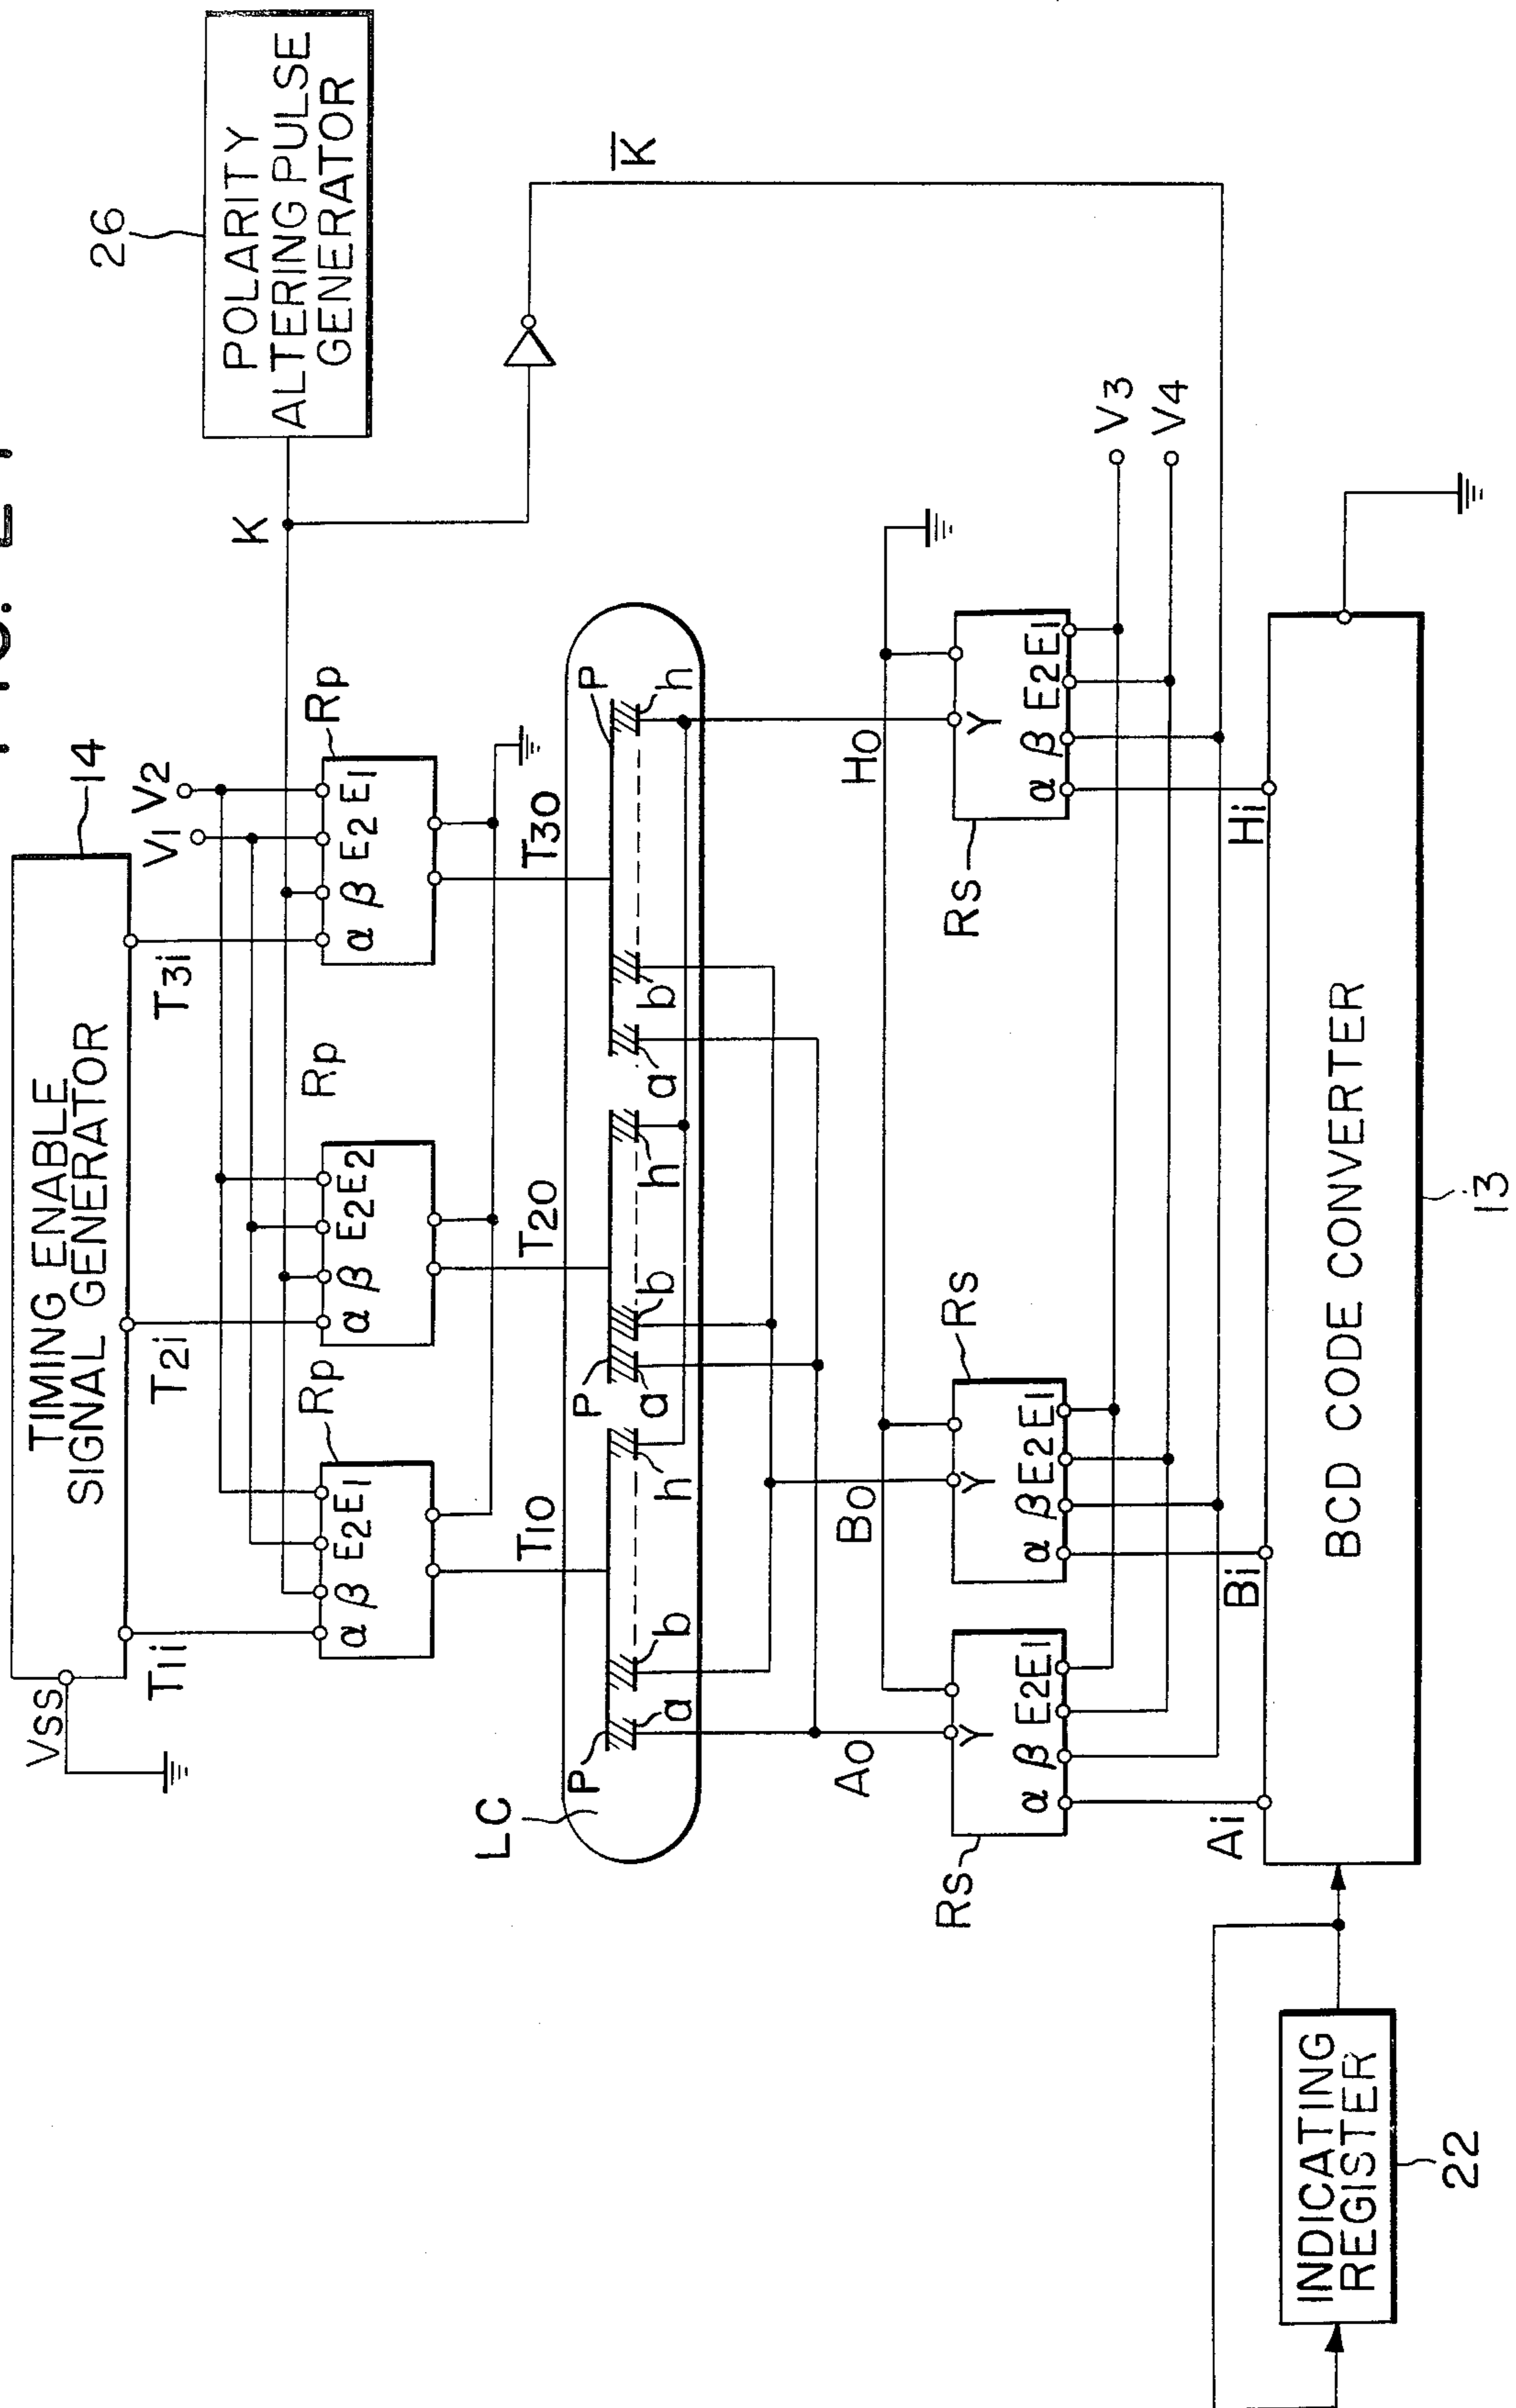 TIMING ENABLE
SIGNAL GENERATOR
14
VSS
T1i
T2i
T3i
V1
V2
26
POLARITY
ALTERING PULSE
GENERATOR
K
K̅
Rp
Rp
Rp
α β E2 E1
α β E2 E2
α β E2 E1
T10
T20
T30
LC
P
a
b
h
P
a
b
h
a
b
P
h
A0
B0
H0
Rs
Rs
Rs
γ
α β E2 E1
γ
α β E2 E1
γ
α β E2 E1
V3
V4
Ai
Bi
Hi
INDICATING
REGISTER
22
BCD CODE CONVERTER
13